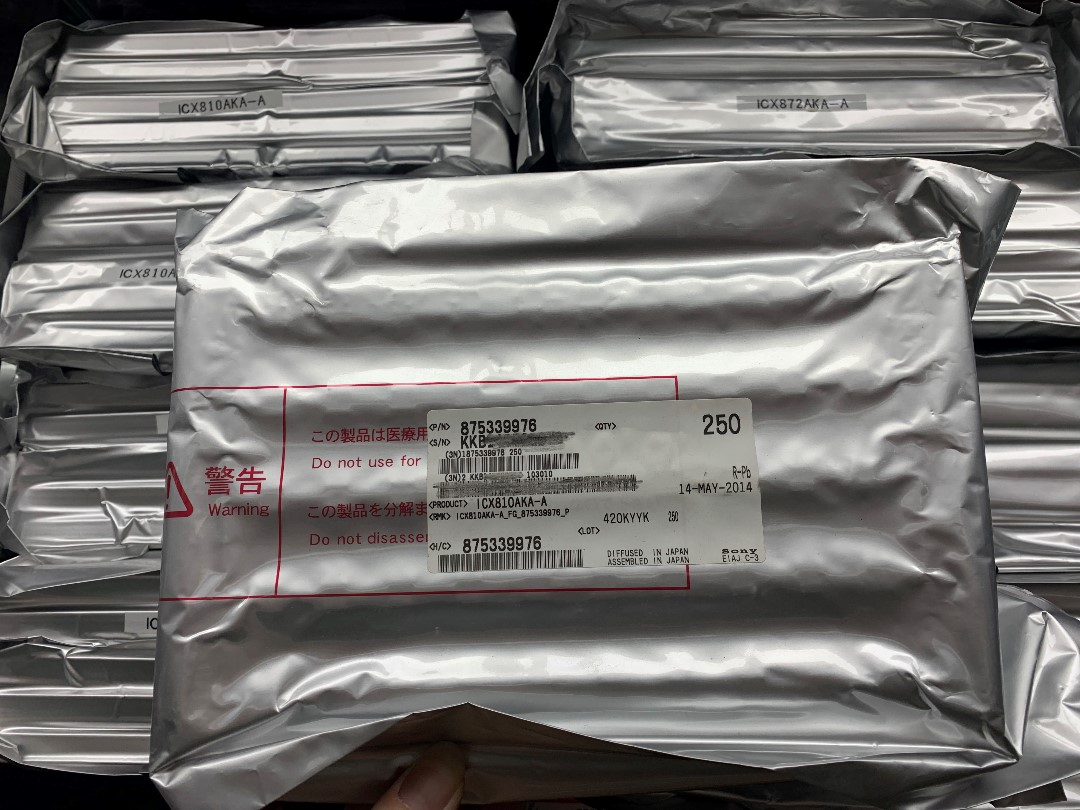 ICX810AKA-A
ICX872AKA-A
ICX810A
この製品は医療用
Do not use for
警告
Warning
この製品を分解ま
Do not disasse
<P/N> 875339976 <QTY> 250
<S/N> KKB
(3N)1875339976 250
(3N)2 KKB 103010
R-Pb
14-MAY-2014
<PRODUCT> ICX810AKA-A
<RMK> ICX810AKA-A_FG_875339976_P
<LOT> 420KYYK 250
<H/C> 875339976
DIFFUSED IN JAPAN
ASSEMBLED IN JAPAN
Sony
EIAJ C-3
IC